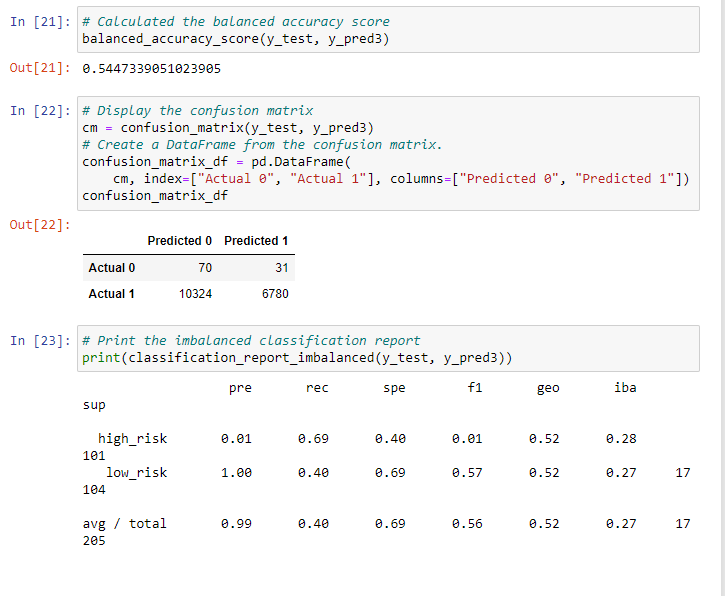 In [21]: # Calculated the balanced accuracy score
balanced_accuracy_score(y_test, y_pred3)
Out[21]: 0.5447339051023905
In [22]: # Display the confusion matrix
cm = confusion_matrix(y_test, y_pred3)
# Create a DataFrame from the confusion matrix.
confusion_matrix_df = pd.DataFrame(
    cm, index=["Actual 0", "Actual 1"], columns=["Predicted 0", "Predicted 1"])
confusion_matrix_df
Out[22]:
Predicted 0 Predicted 1
Actual 0 70 31
Actual 1 10324 6780
In [23]: # Print the imbalanced classification report
print(classification_report_imbalanced(y_test, y_pred3))
pre rec spe f1 geo iba
sup
high_risk 0.01 0.69 0.40 0.01 0.52 0.28
101
low_risk 1.00 0.40 0.69 0.57 0.52 0.27 17
104
avg / total 0.99 0.40 0.69 0.56 0.52 0.27 17
205